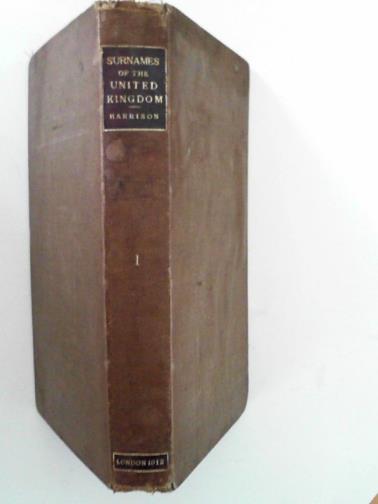 SURNAMES
OF THE
UNITED
KINGDOM
HARRISON
I
LONDON 1912